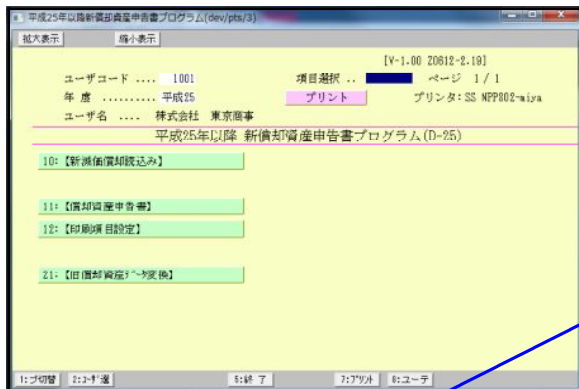 平成25年以降新償却資産申告書プログラム(dev/pts/3)
拡大表示 縮小表示
[V-1.00 20612-2.19]
ユーザコード .... 1001 項目選択 .. ページ 1/1
年 度 .......... 平成25 プリント プリンタ:SS NPP802-miya
ユーザ名 .... 株式会社 東京商事
平成25年以降 新償却資産申告書プログラム(D-25)
10:【新減価償却読込み】
11:【償却資産申告書】
12:【印刷項目設定】
21:【旧償却資産データ変換】
1:プ切替 2:ユーザ選 5:終 了 7:プリント 8:ユーテ